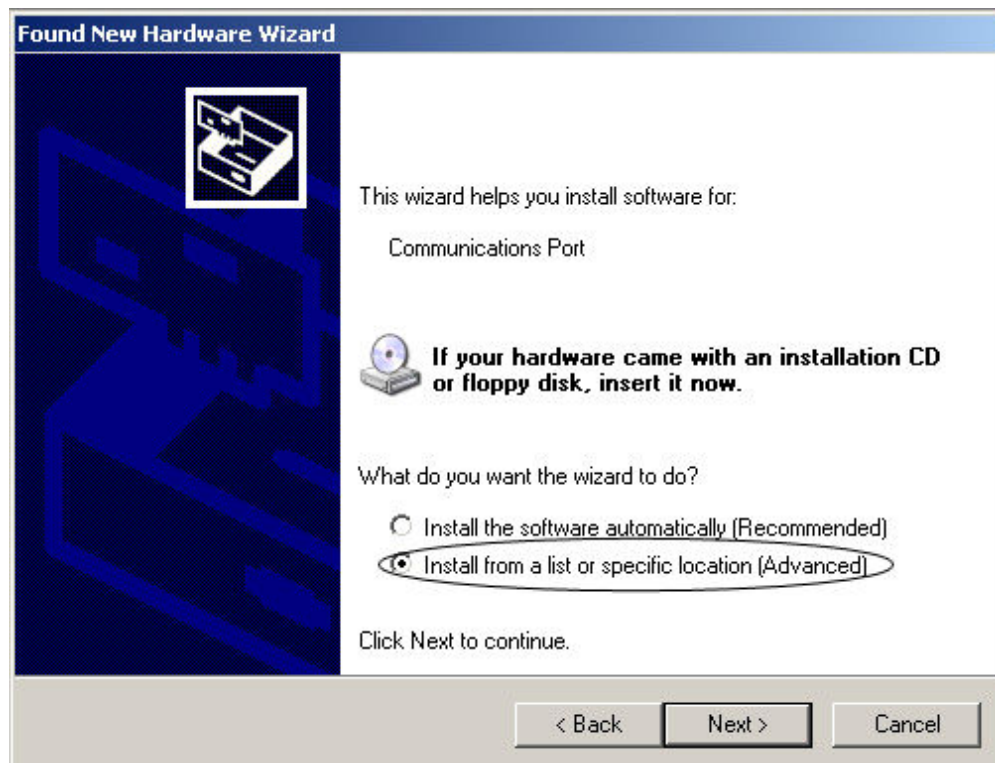 Found New Hardware Wizard
This wizard helps you install software for:
Communications Port
If your hardware came with an installation CD
or floppy disk, insert it now.
What do you want the wizard to do?
Install the software automatically (Recommended)
Install from a list or specific location (Advanced)
Click Next to continue.
< Back Next > Cancel